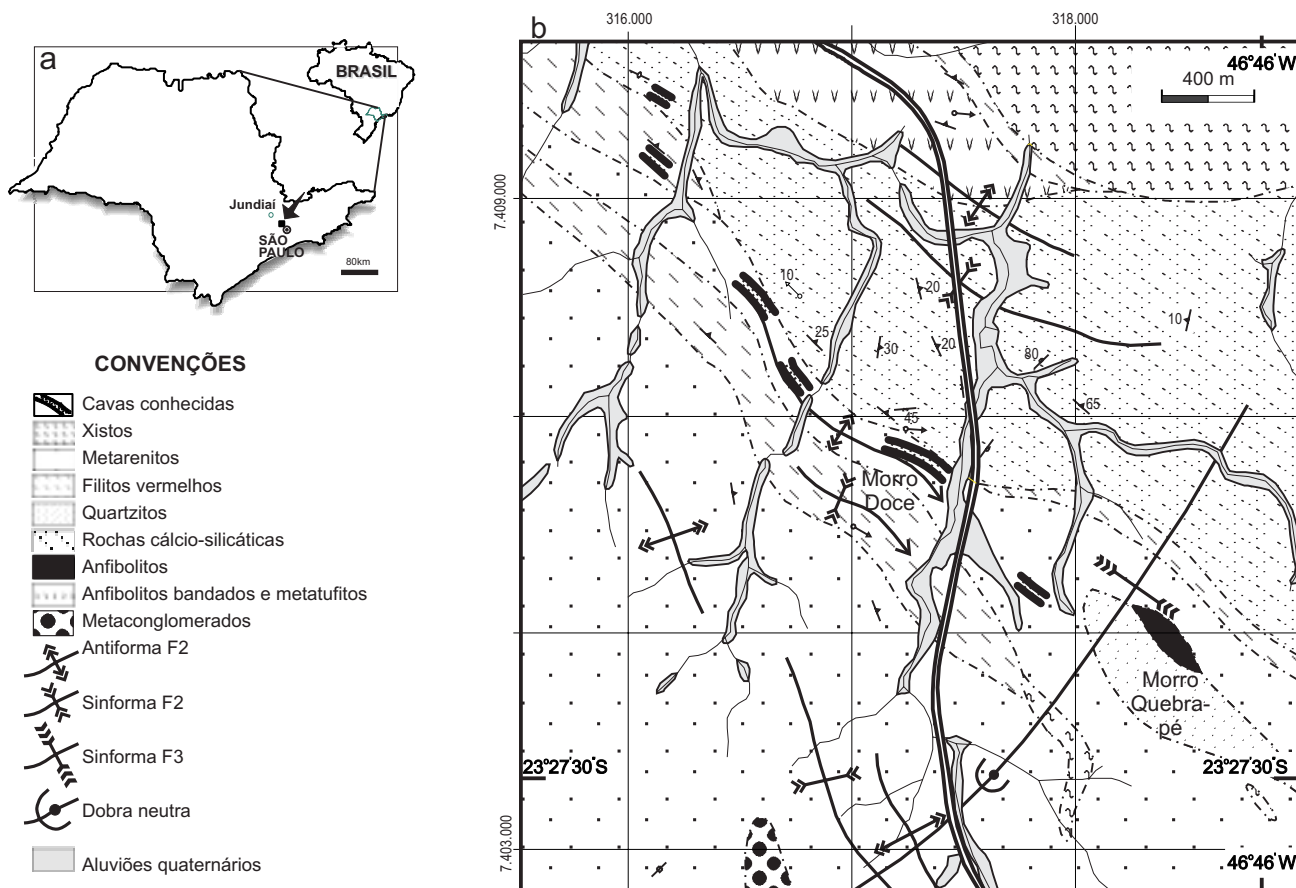 a
BRASIL
Jundiaí
SÃO
PAULO
80km
CONVENÇÕES
Cavas conhecidas
Xistos
Metarenitos
Filitos vermelhos
Quartzitos
Rochas cálcio-silicáticas
Anfibolitos
Anfibolitos bandados e metatufitos
Metaconglomerados
Antiforma F2
Sinforma F2
Sinforma F3
Dobra neutra
Aluviões quaternários
b
316.000
318.000
46°46' W
400 m
7.409.000
10
20
25
30
20
10
80
65
45
Morro
Doce
Morro
Quebra-
pé
23°27'30"S
23°27'30"S
7.403.000
46°46' W